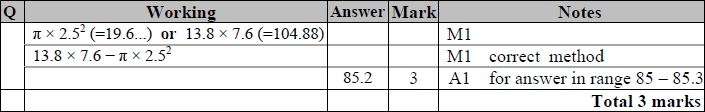 Q Working Answer Mark Notes
π × 2.5² (=19.6...) or 13.8 × 7.6 (=104.88) M1
13.8 × 7.6 − π × 2.5² M1 correct method
85.2 3 A1 for answer in range 85 – 85.3
Total 3 marks